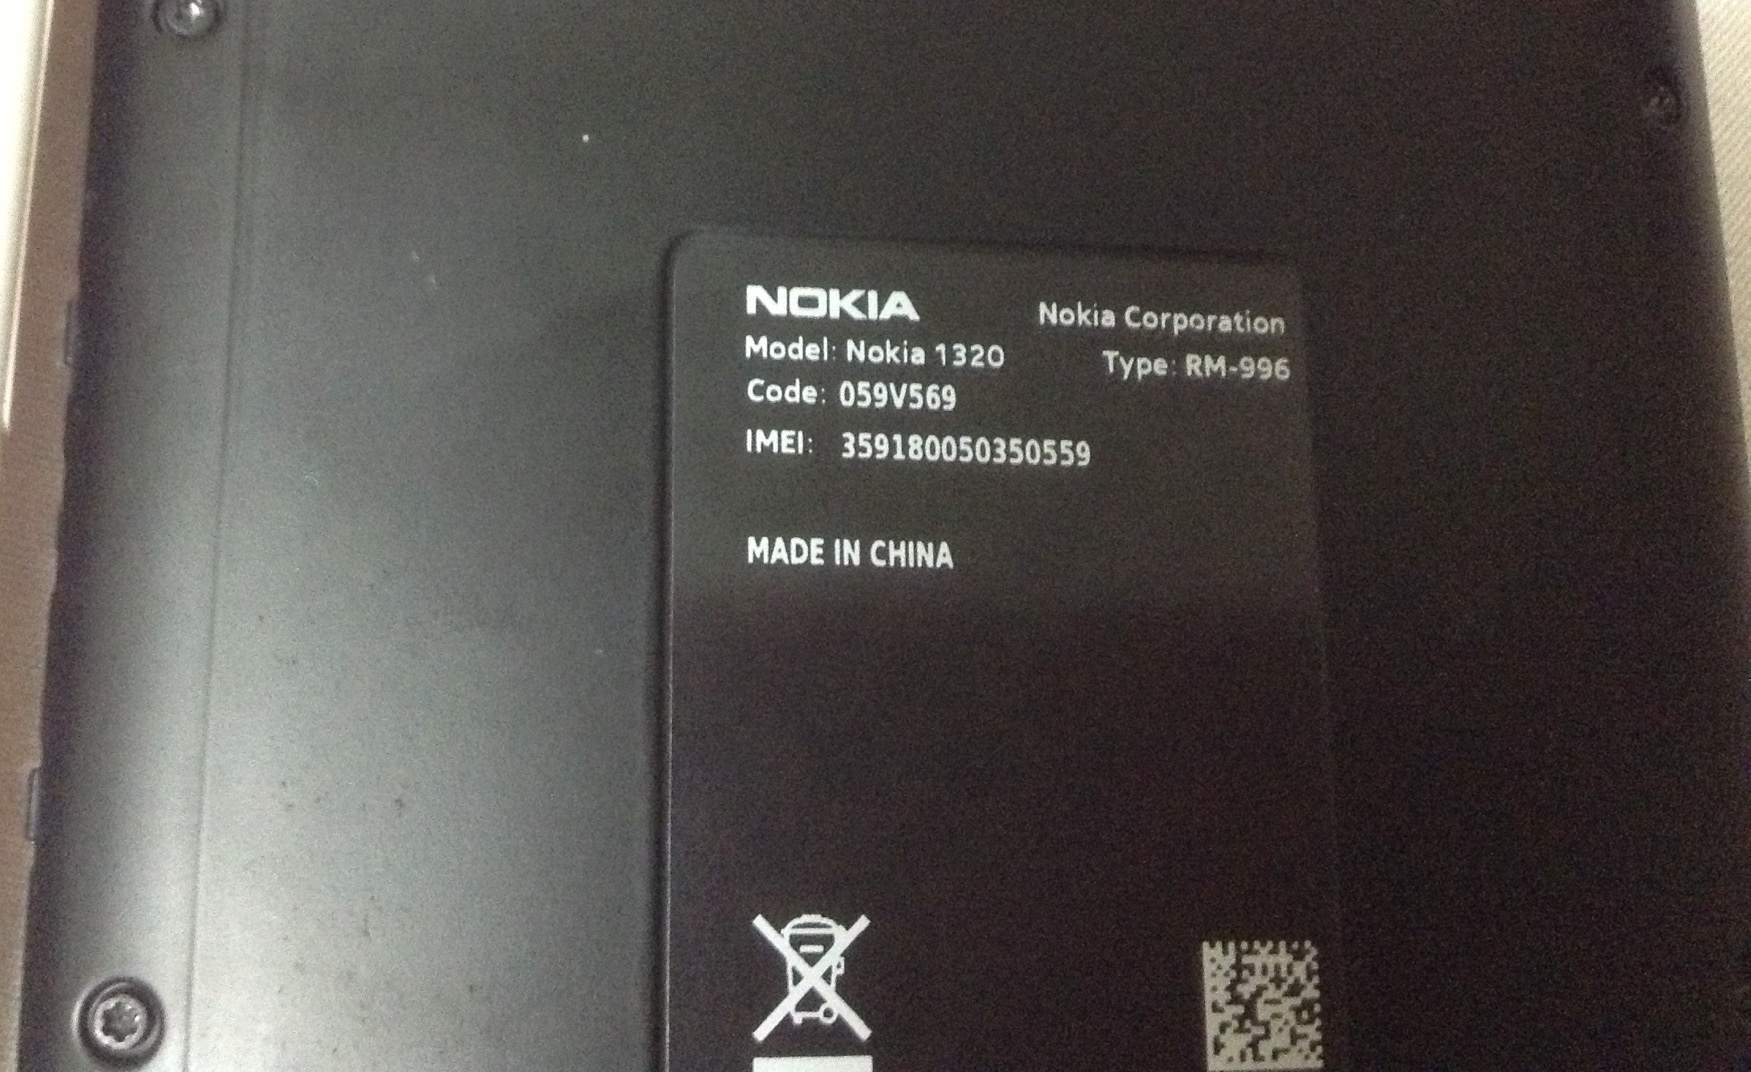 NOKIA Nokia Corporation
Model: Nokia 1320 Type: RM-996
Code: 059V569
IMEI: 359180050350559
MADE IN CHINA